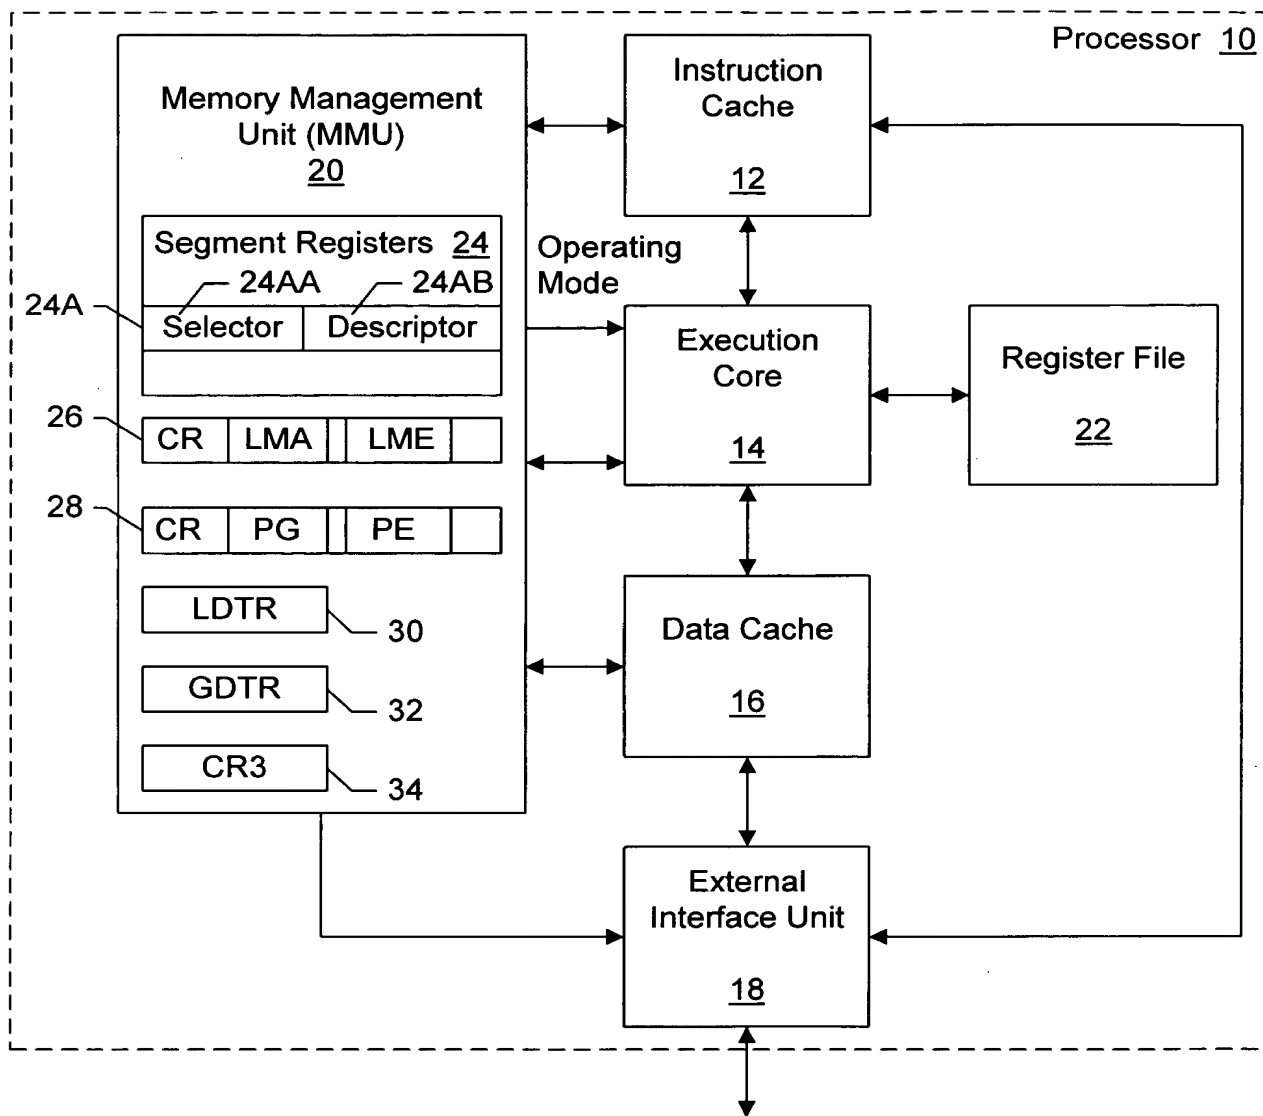 Processor 10
Memory Management
Unit (MMU)
20
Segment Registers 24
24AA
24AB
24A
Selector
Descriptor
26
CR
LMA
LME
28
CR
PG
PE
LDTR
30
GDTR
32
CR3
34
Operating
Mode
Instruction
Cache
12
Execution
Core
14
Register File
22
Data Cache
16
External
Interface Unit
18